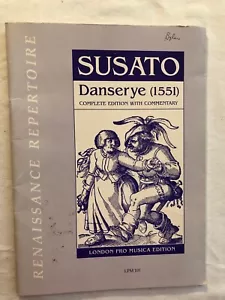 SUSATO
Danserye (1551)
COMPLETE EDITION WITH COMMENTARY
RENAISSANCE REPERTOIRE
LONDON PRO MUSICA EDITION